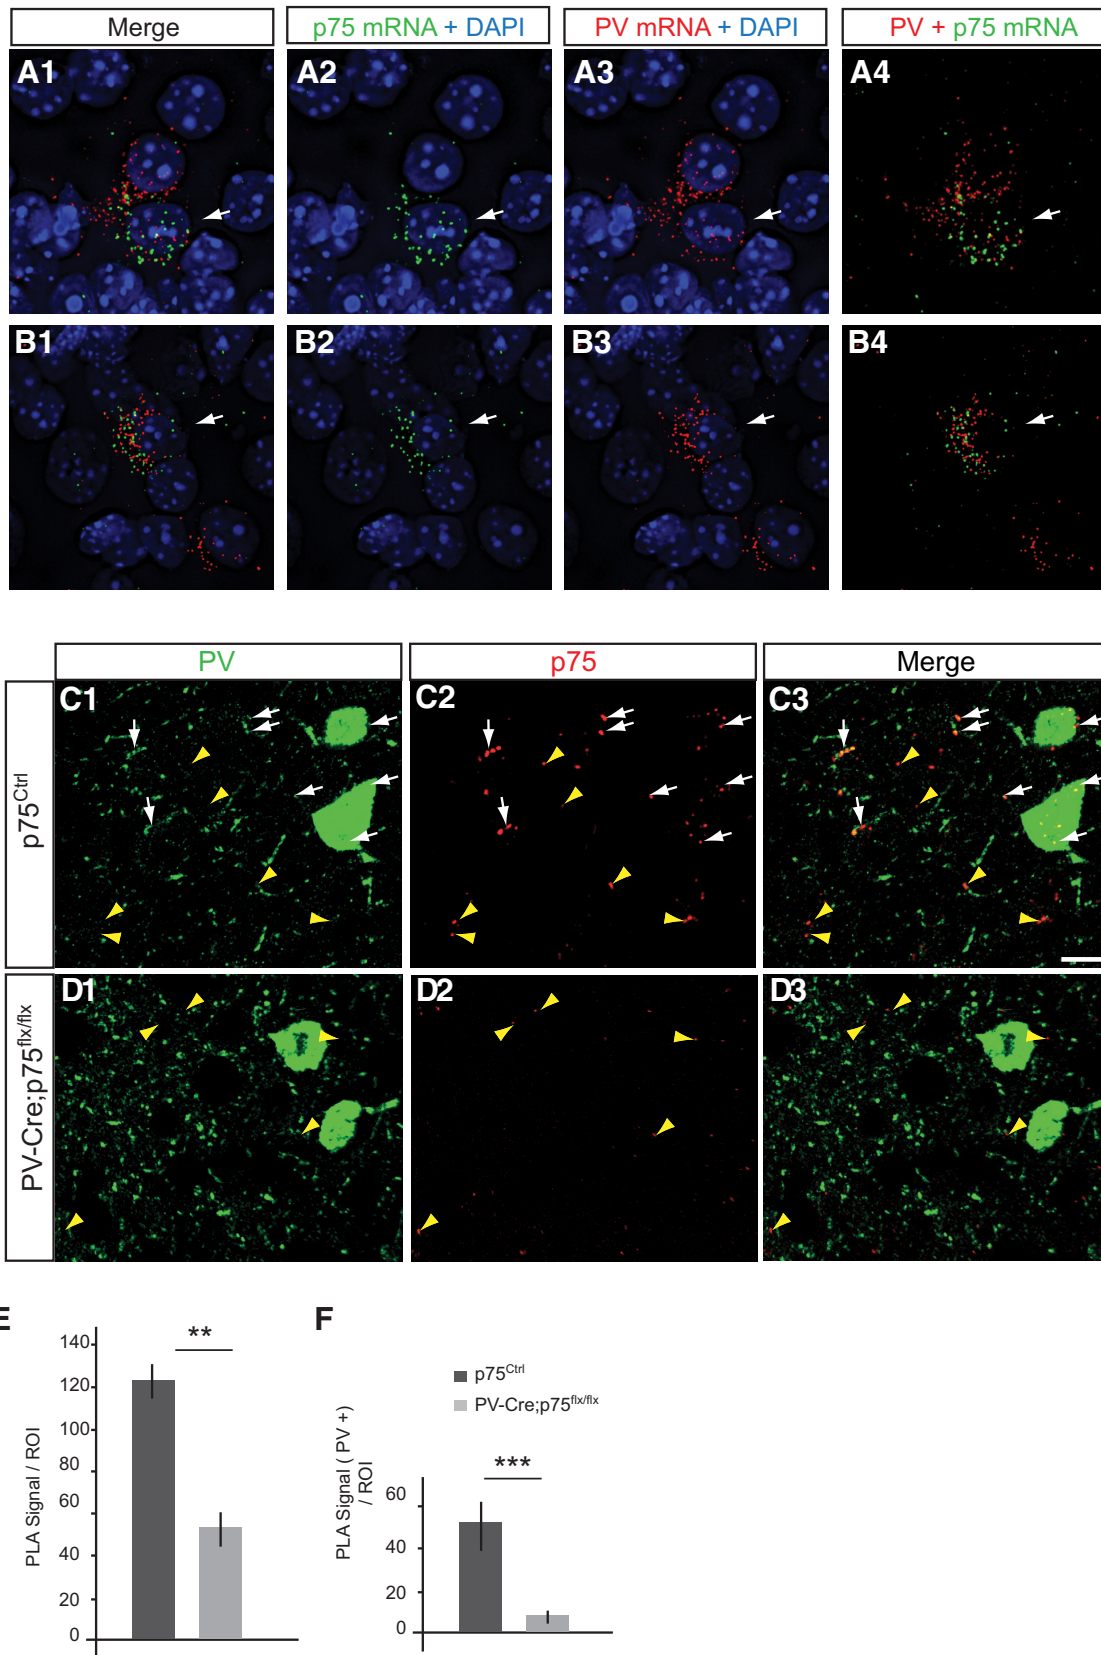 Merge
p75 mRNA + DAPI
PV mRNA + DAPI
PV + p75 mRNA
A1
A2
A3
A4
B1
B2
B3
B4
PV
p75
Merge
p75Ctrl
C1
C2
C3
PV-Cre;p75flx/flx
D1
D2
D3
E
PLA Signal / ROI
140
120
100
80
60
40
20
0
**
F
p75Ctrl
PV-Cre;p75flx/flx
PLA Signal ( PV +)
/ ROI
60
40
20
0
***